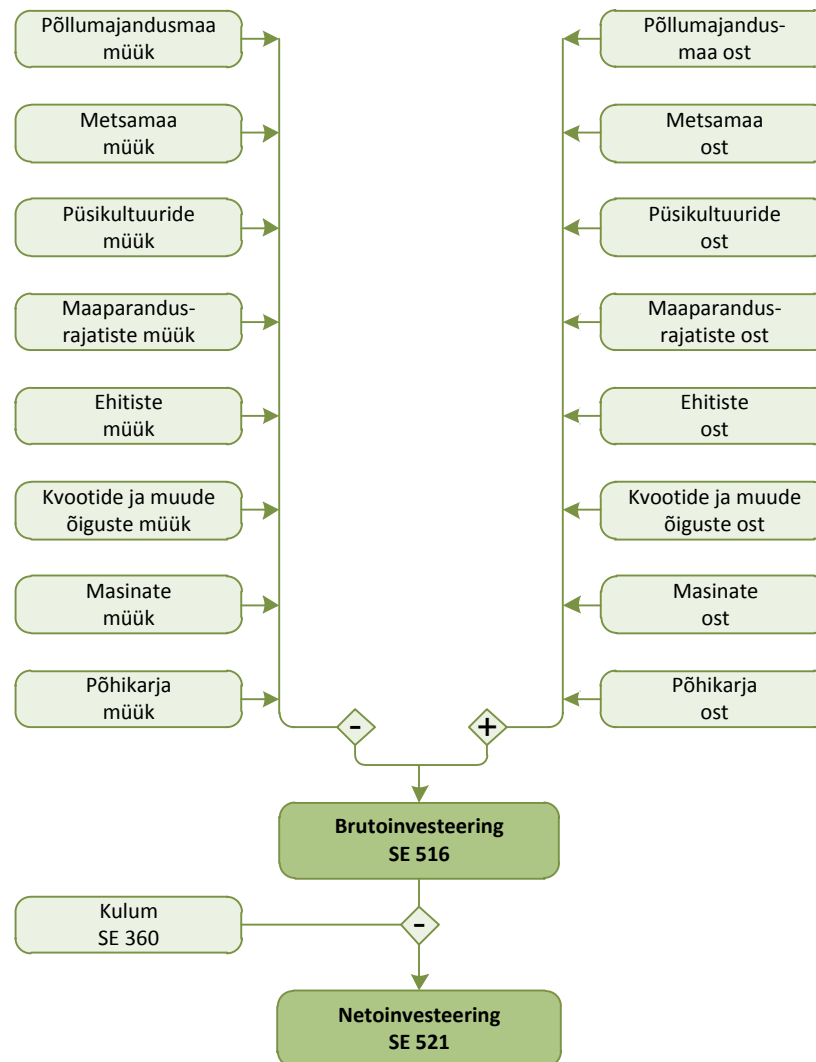 Põllumajandusmaa
müük
Põllumajandus-
maa ost
Metsamaa
müük
Metsamaa
ost
Püsikultuuride
müük
Püsikultuuride
ost
Maaparandus-
rajatiste müük
Maaparandus-
rajatiste ost
Ehitiste
müük
Ehitiste
ost
Kvootide ja muude
õiguste müük
Kvootide ja muude
õiguste ost
Masinate
müük
Masinate
ost
Põhikarja
müük
Põhikarja
ost
-
+
Brutoinvesteering
SE 516
Kulum
SE 360
-
Netoinvesteering
SE 521